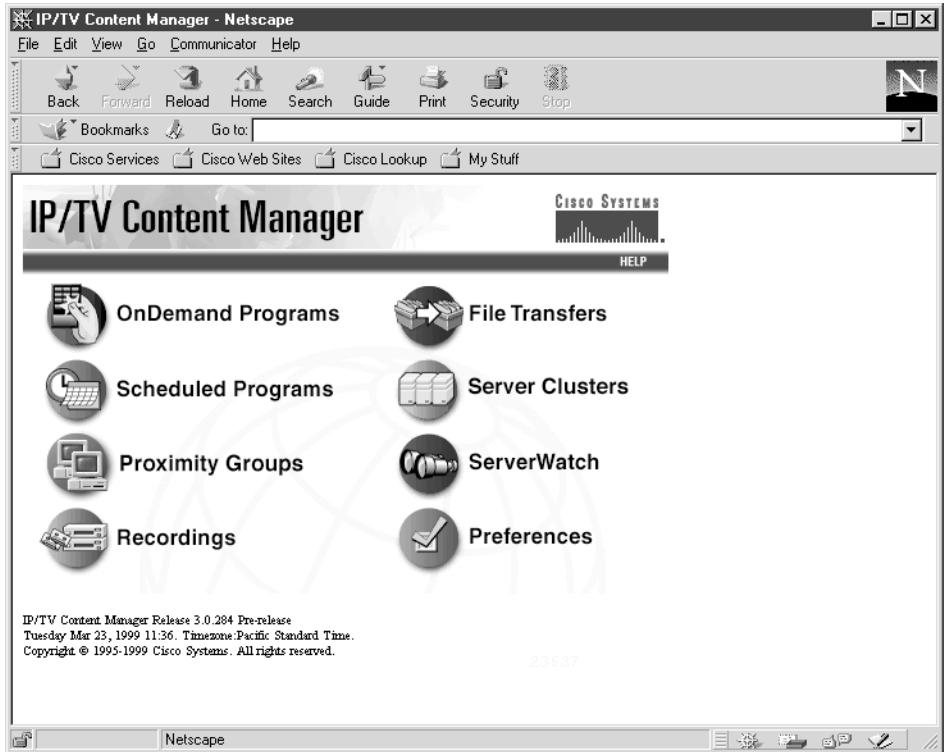 IP/TV Content Manager - Netscape
File Edit View Go Communicator Help
Back Forward Reload Home Search Guide Print Security Stop
N
Bookmarks Go to:
Cisco Services Cisco Web Sites Cisco Lookup My Stuff
IP/TV Content Manager
CISCO SYSTEMS
HELP
OnDemand Programs
File Transfers
Scheduled Programs
Server Clusters
Proximity Groups
ServerWatch
Recordings
Preferences
IP/TV Content Manager Release 3.0.284 Pre-release
Tuesday Mar 23, 1999 11:36. Timezone:Pacific Standard Time.
Copyright © 1995-1999 Cisco Systems. All rights reserved.
23637
Netscape